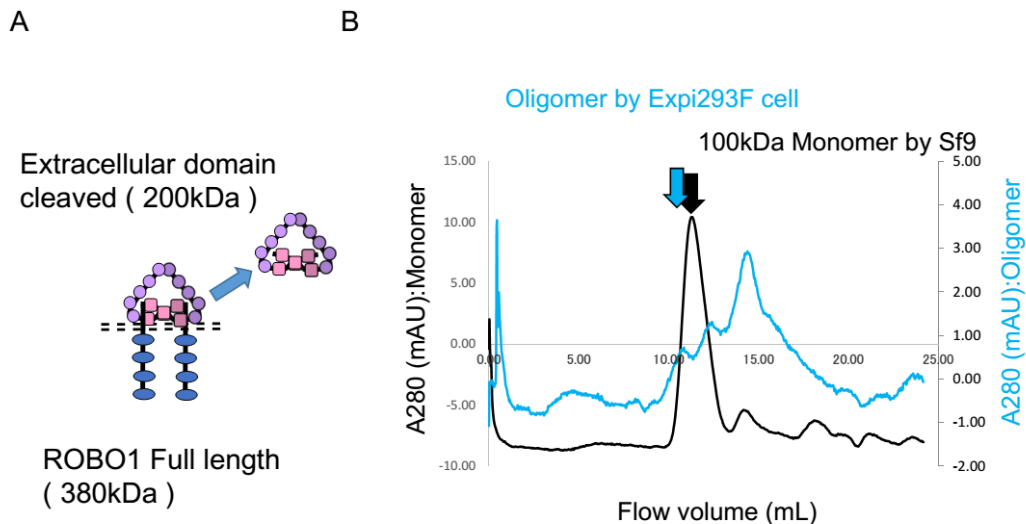 A
B
Oligomer by Expi293F cell
100kDa Monomer by Sf9
Extracellular domain
cleaved ( 200kDa )
ROBO1 Full length
( 380kDa )
A280 (mAU):Monomer
15.00
10.00
5.00
0.00
-5.00
-10.00
0.00 5.00 10.00 15.00 20.00 25.00
5.00
4.00
3.00
2.00
1.00
0.00
-1.00
-2.00
A280 (mAU):Oligomer
Flow volume (mL)